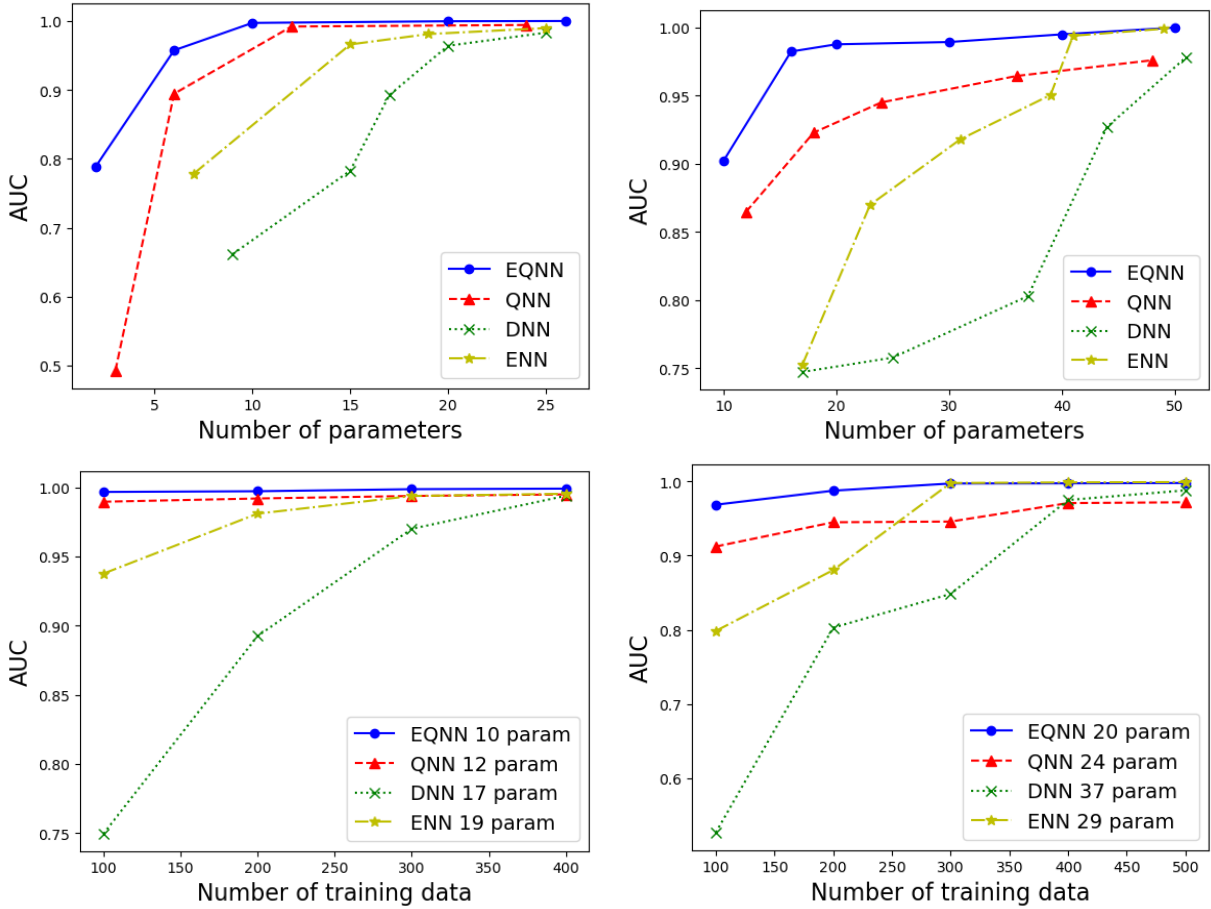 1.0
0.9
0.8
0.7
0.6
0.5
AUC
5
10
15
20
25
Number of parameters
EQNN
QNN
DNN
ENN
1.00
0.95
0.90
0.85
0.80
0.75
AUC
10
20
30
40
50
Number of parameters
EQNN
QNN
DNN
ENN
1.00
0.95
0.90
0.85
0.80
0.75
AUC
100
150
200
250
300
350
400
Number of training data
EQNN 10 param
QNN 12 param
DNN 17 param
ENN 19 param
1.0
0.9
0.8
0.7
0.6
AUC
100
150
200
250
300
350
400
450
500
Number of training data
EQNN 20 param
QNN 24 param
DNN 37 param
ENN 29 param